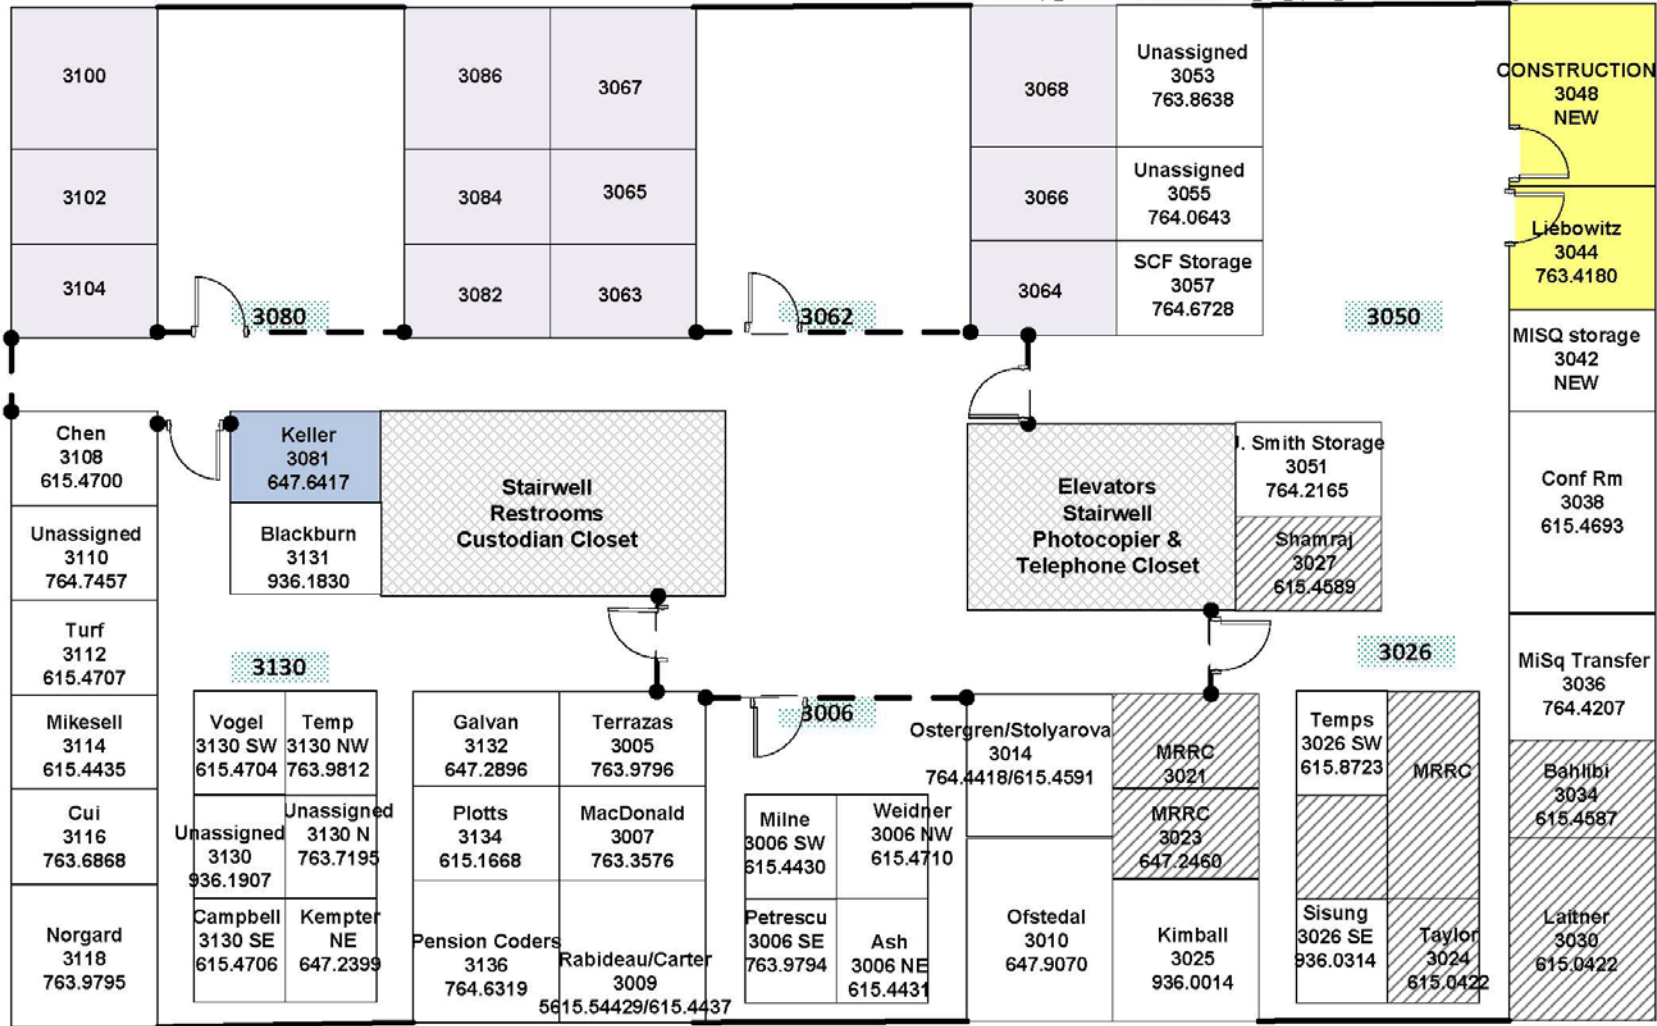 3100
3102
3104
3086
3067
3084
3065
3082
3063
3068
Unassigned
3053
763.8638
3066
Unassigned
3055
764.0643
3064
SCF Storage
3057
764.6728
CONSTRUCTION
3048
NEW
Liebowitz
3044
763.4180
3080
3062
3050
MISQ storage
3042
NEW
Chen
3108
615.4700
Keller
3081
647.6417
Stairwell
Restrooms
Custodian Closet
Elevators
Stairwell
Photocopier &
Telephone Closet
J. Smith Storage
3051
764.2165
Conf Rm
3038
615.4693
Unassigned
3110
764.7457
Blackburn
3131
936.1830
Shamraj
3027
615.4589
Turf
3112
615.4707
3130
3026
MiSq Transfer
3036
764.4207
Mikesell
3114
615.4435
Vogel
3130 SW
615.4704
Temp
3130 NW
763.9812
Galvan
3132
647.2896
Terrazas
3005
763.9796
3006
Ostergren/Stolyarova
3014
764.4418/615.4591
MRRC
3021
Temps
3026 SW
615.8723
MRRC
Bahlibi
3034
615.4587
Cui
3116
763.6868
Unassigned
3130
936.1907
Unassigned
3130 N
763.7195
Plotts
3134
615.1668
MacDonald
3007
763.3576
Milne
3006 SW
615.4430
Weidner
3006 NW
615.4710
MRRC
3023
647.2460
Norgard
3118
763.9795
Campbell
3130 SE
615.4706
Kempter
NE
647.2399
Pension Coders
3136
764.6319
Rabideau/Carter
3009
5615.54429/615.4437
Petrescu
3006 SE
763.9794
Ash
3006 NE
615.4431
Ofstedal
3010
647.9070
Kimball
3025
936.0014
Sisung
3026 SE
936.0314
Taylor
3024
615.0422
Laitner
3030
615.0422